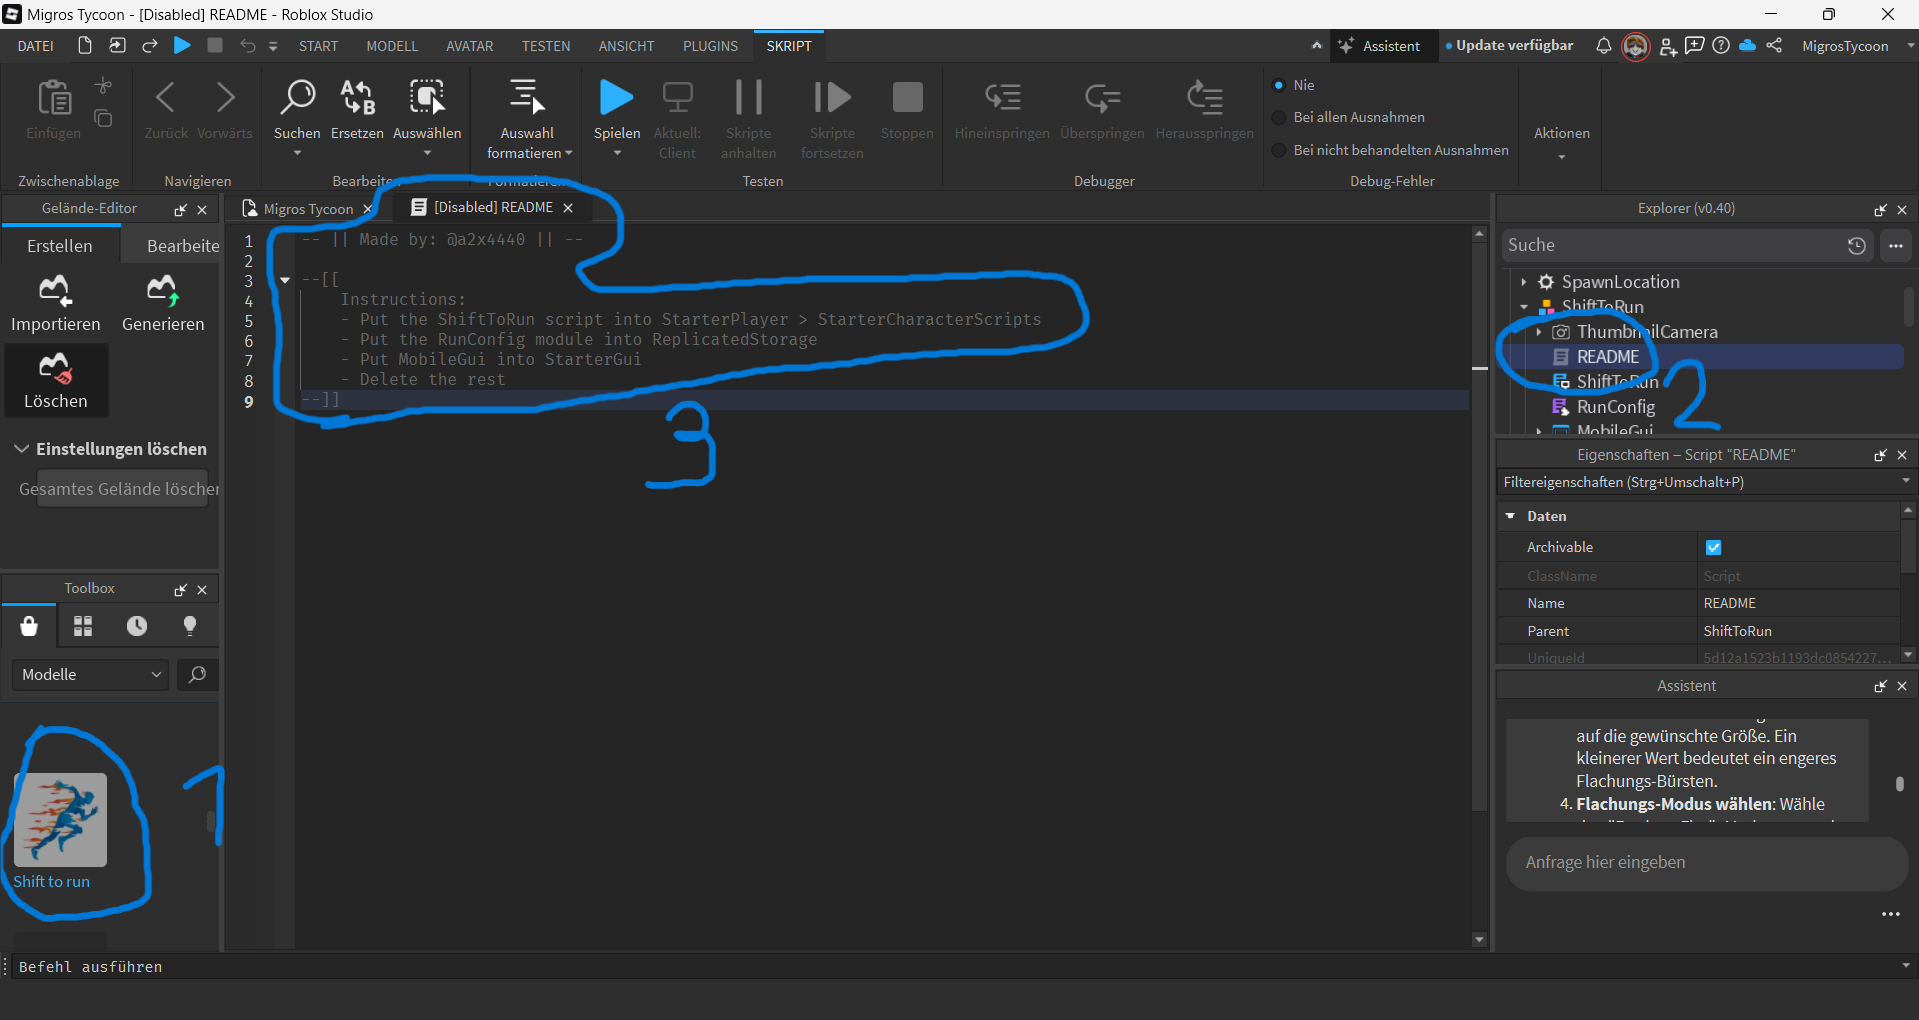 Migros Tycoon - [Disabled] README - Roblox Studio
DATEI START MODELL AVATAR TESTEN ANSICHT PLUGINS SKRIPT Assistent Update verfügbar MigrosTycoon
Einfügen
Zurück Vorwärts
Suchen Ersetzen Auswählen
Auswahl formatieren
Spielen Aktuell: Client Skripte anhalten Skripte fortsetzen Stoppen
Hineinspringen Überspringen Herausspringen
Nie
Bei allen Ausnahmen
Bei nicht behandelten Ausnahmen
Aktionen
Zwischenablage Navigieren Bearbeiten Formatieren Testen Debugger Debug-Fehler
Gelände-Editor
Erstellen Bearbeite
Importieren Generieren
Löschen
Einstellungen löschen
Gesamtes Gelände löscher
Toolbox
Modelle
Shift to run
1
Migros Tycoon [Disabled] README
1 -- || Made by: @a2x4440 || --
2
3 --[[
4 Instructions:
5 - Put the ShiftToRun script into StarterPlayer > StarterCharacterScripts
6 - Put the RunConfig module into ReplicatedStorage
7 - Put MobileGui into StarterGui
8 - Delete the rest
9 --]]
3
Explorer (v0.40)
Suche
SpawnLocation
ShiftToRun
ThumbnailCamera
README
ShiftToRun
RunConfig
MobileGui
2
Eigenschaften – Script "README"
Filtereigenschaften (Strg+Umschalt+P)
Daten
Archivable
ClassName Script
Name README
Parent ShiftToRun
UniqueId 5d12a1523b1193dc0854227...
Assistent
auf die gewünschte Größe. Ein
kleinerer Wert bedeutet ein engeres
Flachungs-Bürsten.
4. Flachungs-Modus wählen: Wähle
Anfrage hier eingeben
Befehl ausführen